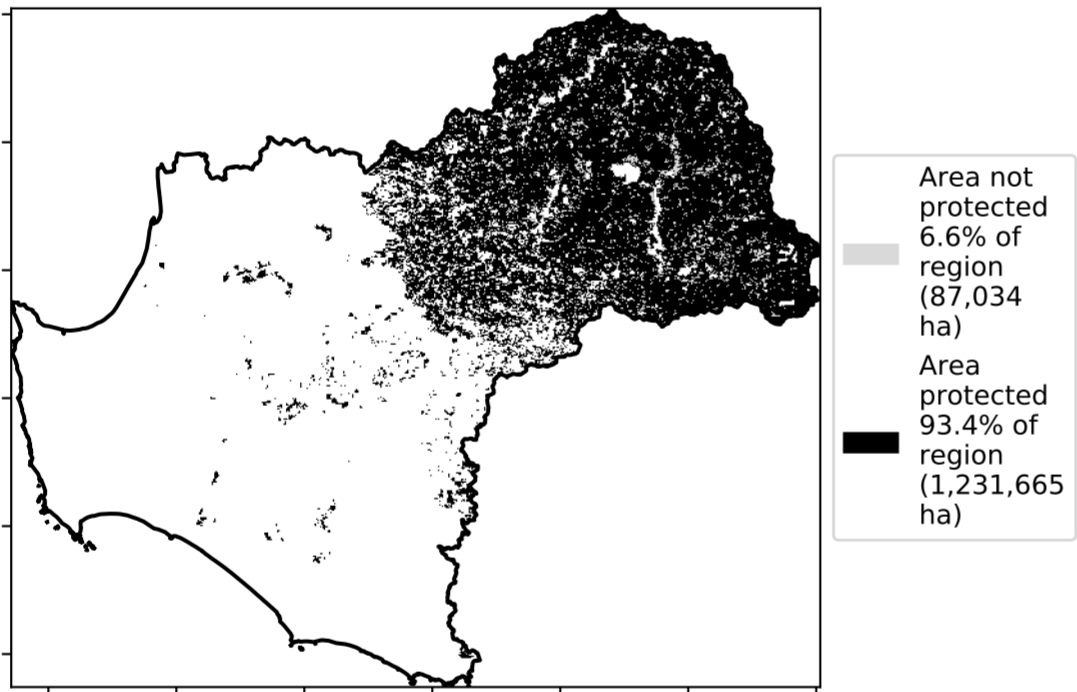 Area not
protected
6.6% of
region
(87,034
ha)
Area
protected
93.4% of
region
(1,231,665
ha)